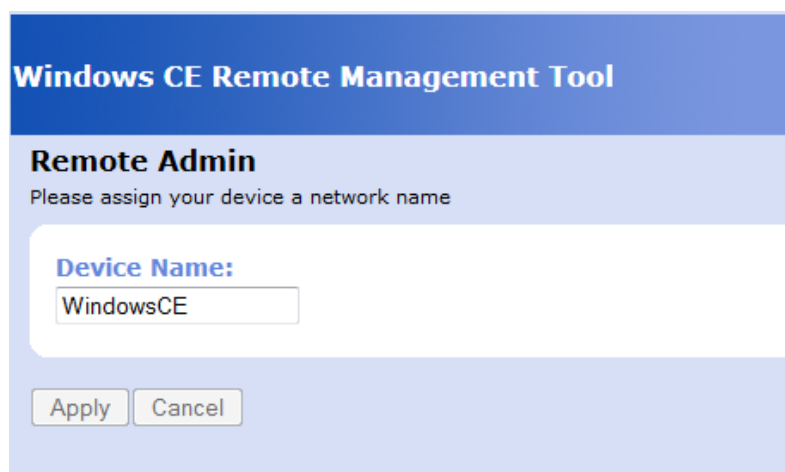 Windows CE Remote Management Tool
Remote Admin
Please assign your device a network name
Device Name:
WindowsCE
Apply Cancel